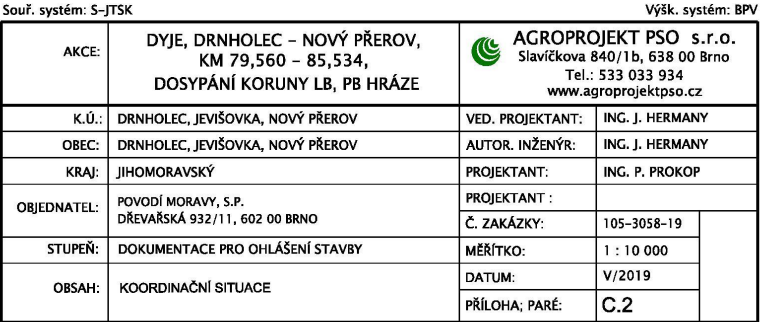 Souř. systém: S-JTSK
Výšk. systém: BPV
AKCE:
DYJE, DRNHOLEC – NOVÝ PŘEROV,
KM 79,560 – 85,534,
DOSYPÁNÍ KORUNY LB, PB HRÁZE
AGROPROJEKT PSO s.r.o.
Slavíčkova 840/1b, 638 00 Brno
Tel.: 533 033 934
www.agroprojektpso.cz
K.Ú.: DRNHOLEC, JEVIŠOVKA, NOVÝ PŘEROV
VED. PROJEKTANT: ING. J. HERMANY
OBEC: DRNHOLEC, JEVIŠOVKA, NOVÝ PŘEROV
AUTOR. INŽENÝR: ING. J. HERMANY
KRAJ: JIHOMORAVSKÝ
PROJEKTANT: ING. P. PROKOP
OBJEDNATEL: POVODÍ MORAVY, S.P.
DŘEVAŘSKÁ 932/11, 602 00 BRNO
PROJEKTANT :
Č. ZAKÁZKY: 105-3058-19
STUPEŇ: DOKUMENTACE PRO OHLÁŠENÍ STAVBY
MĚŘÍTKO: 1 : 10 000
OBSAH: KOORDINAČNÍ SITUACE
DATUM: V/2019
PŘÍLOHA; PARÉ: C.2